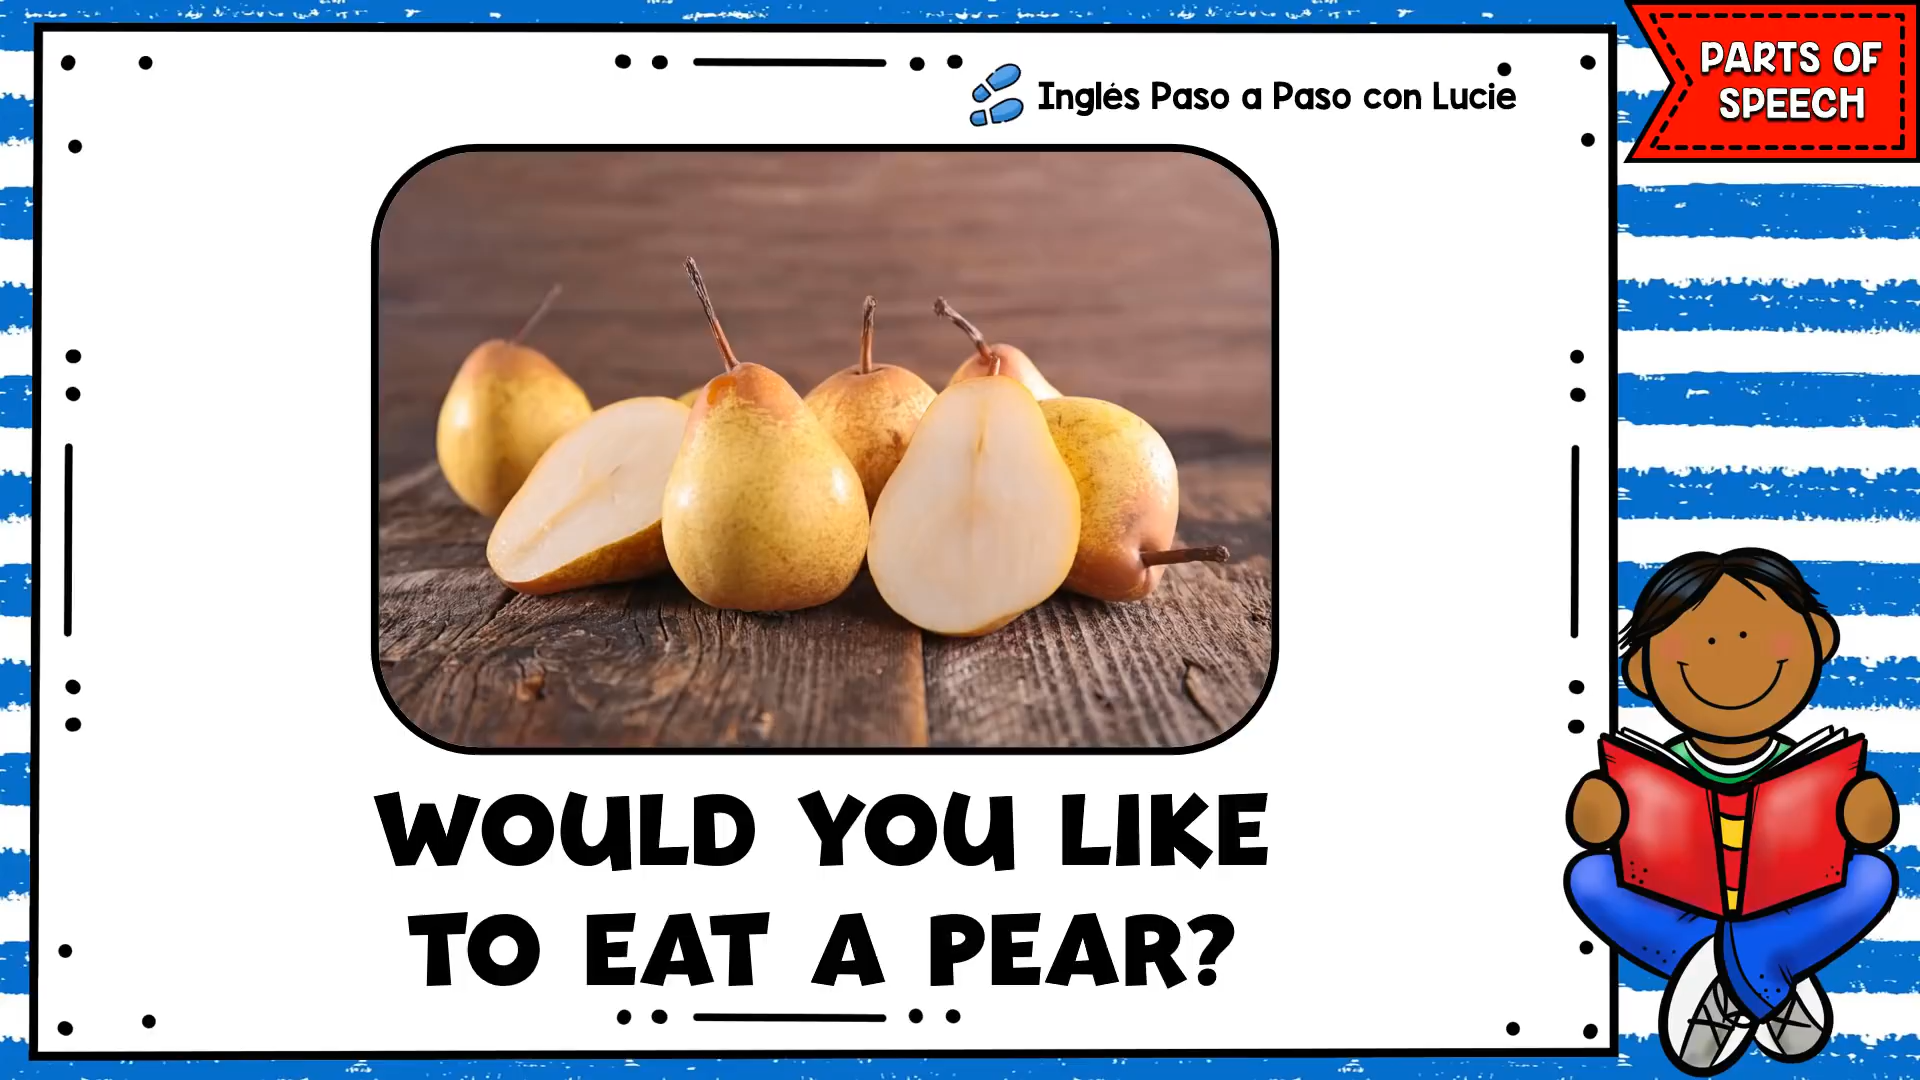 PARTS OF
SPEECH
Inglés Paso a Paso con Lucie
WOULD YOU LIKE
TO EAT A PEAR?